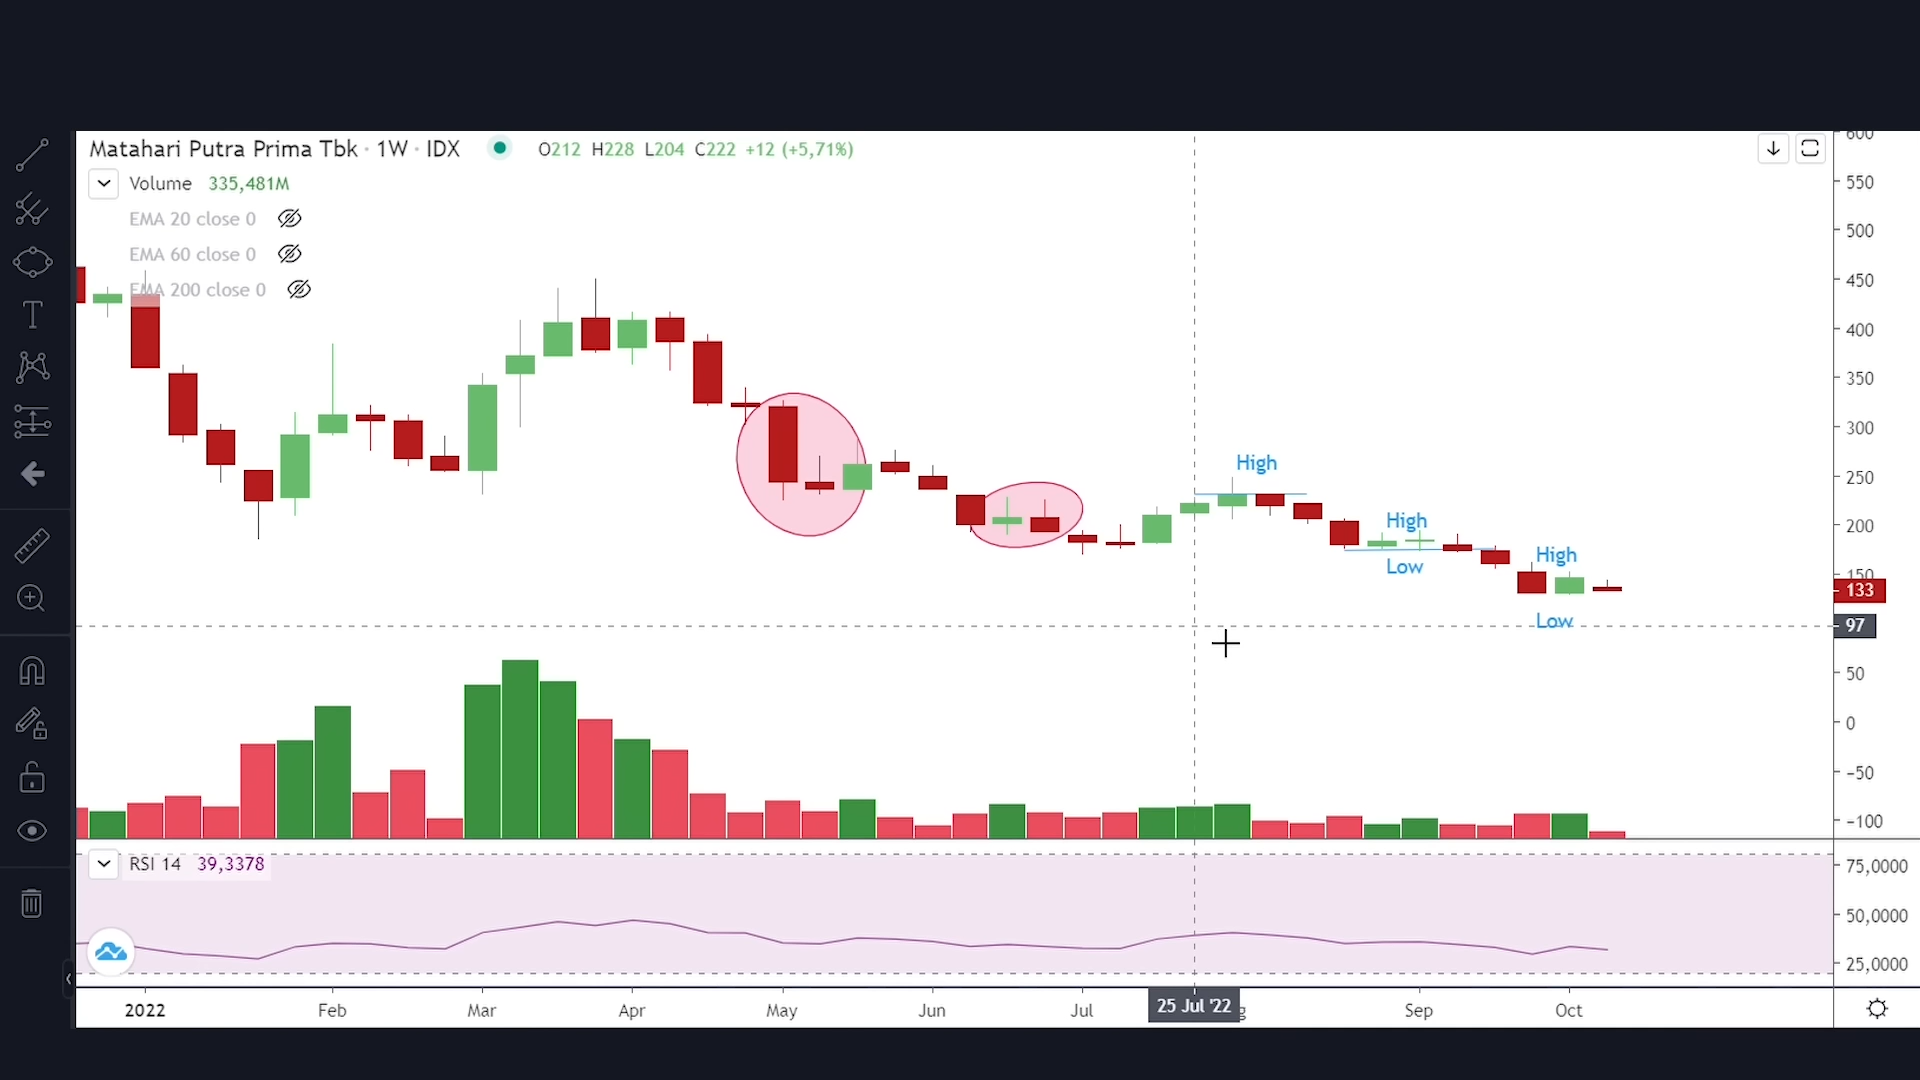 Matahari Putra Prima Tbk · 1W · IDX O212 H228 L204 C222 +12 (+5,71%)
Volume 335,481M
EMA 20 close 0
EMA 60 close 0
EMA 200 close 0
600
550
500
450
400
350
300
250
200
150
133
97
50
0
−50
−100
High
High
Low
High
Low
RSI 14 39,3378
75,0000
50,0000
25,0000
2022 Feb Mar Apr May Jun Jul 25 Jul '22 Sep Oct